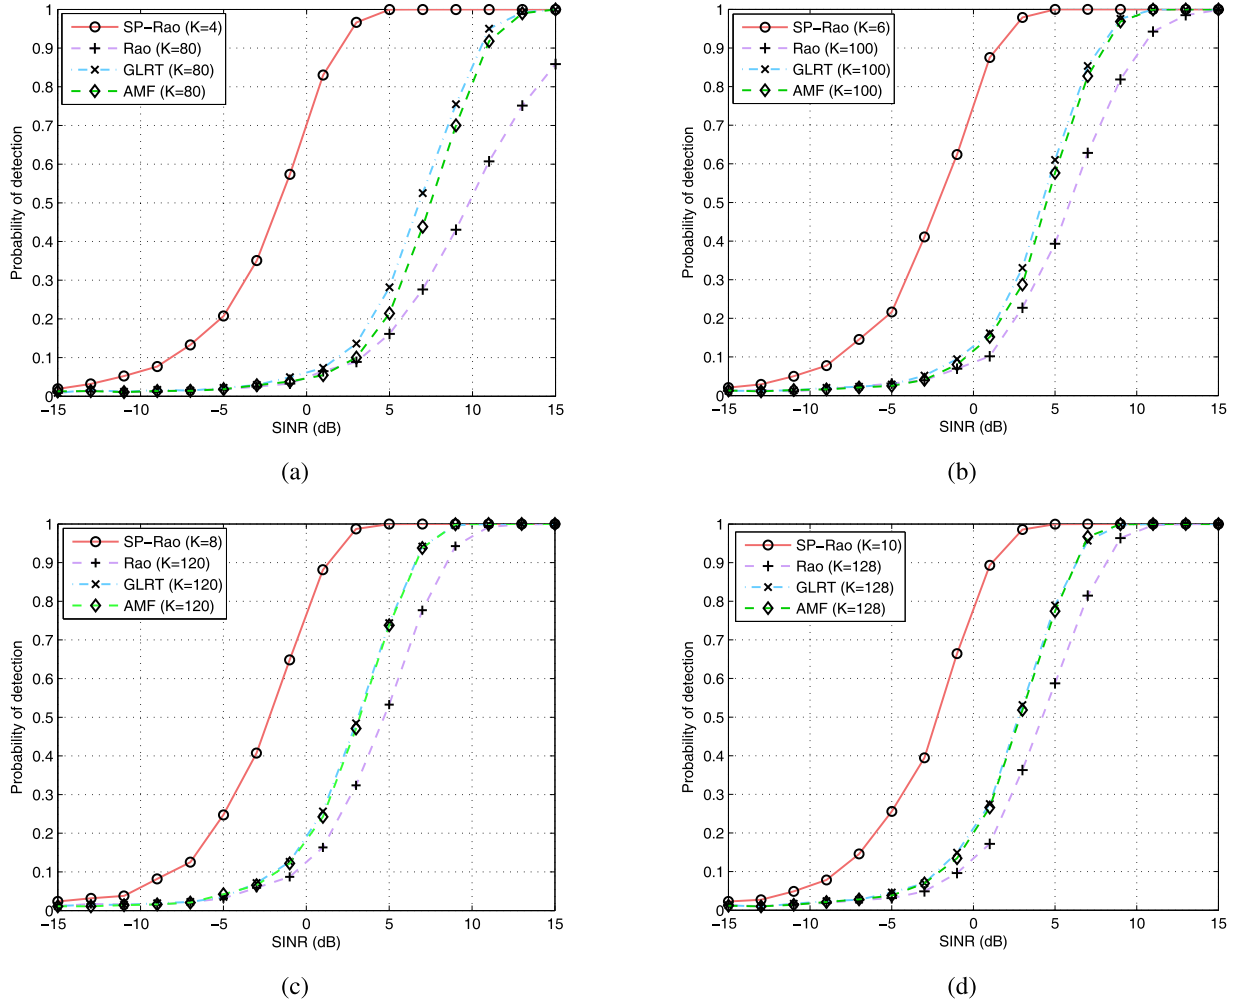 1
0.9
0.8
0.7
0.6
0.5
0.4
0.3
0.2
0.1
0
Probability of detection
SP−Rao (K=4)
Rao (K=80)
GLRT (K=80)
AMF (K=80)
−15 −10 −5 0 5 10 15
SINR (dB)
(a)
1
0.9
0.8
0.7
0.6
0.5
0.4
0.3
0.2
0.1
0
Probability of detection
SP−Rao (K=6)
Rao (K=100)
GLRT (K=100)
AMF (K=100)
−15 −10 −5 0 5 10 15
SINR (dB)
(b)
1
0.9
0.8
0.7
0.6
0.5
0.4
0.3
0.2
0.1
0
Probability of detection
SP−Rao (K=8)
Rao (K=120)
GLRT (K=120)
AMF (K=120)
−15 −10 −5 0 5 10 15
SINR (dB)
(c)
1
0.9
0.8
0.7
0.6
0.5
0.4
0.3
0.2
0.1
0
Probability of detection
SP−Rao (K=10)
Rao (K=128)
GLRT (K=128)
AMF (K=128)
−15 −10 −5 0 5 10 15
SINR (dB)
(d)